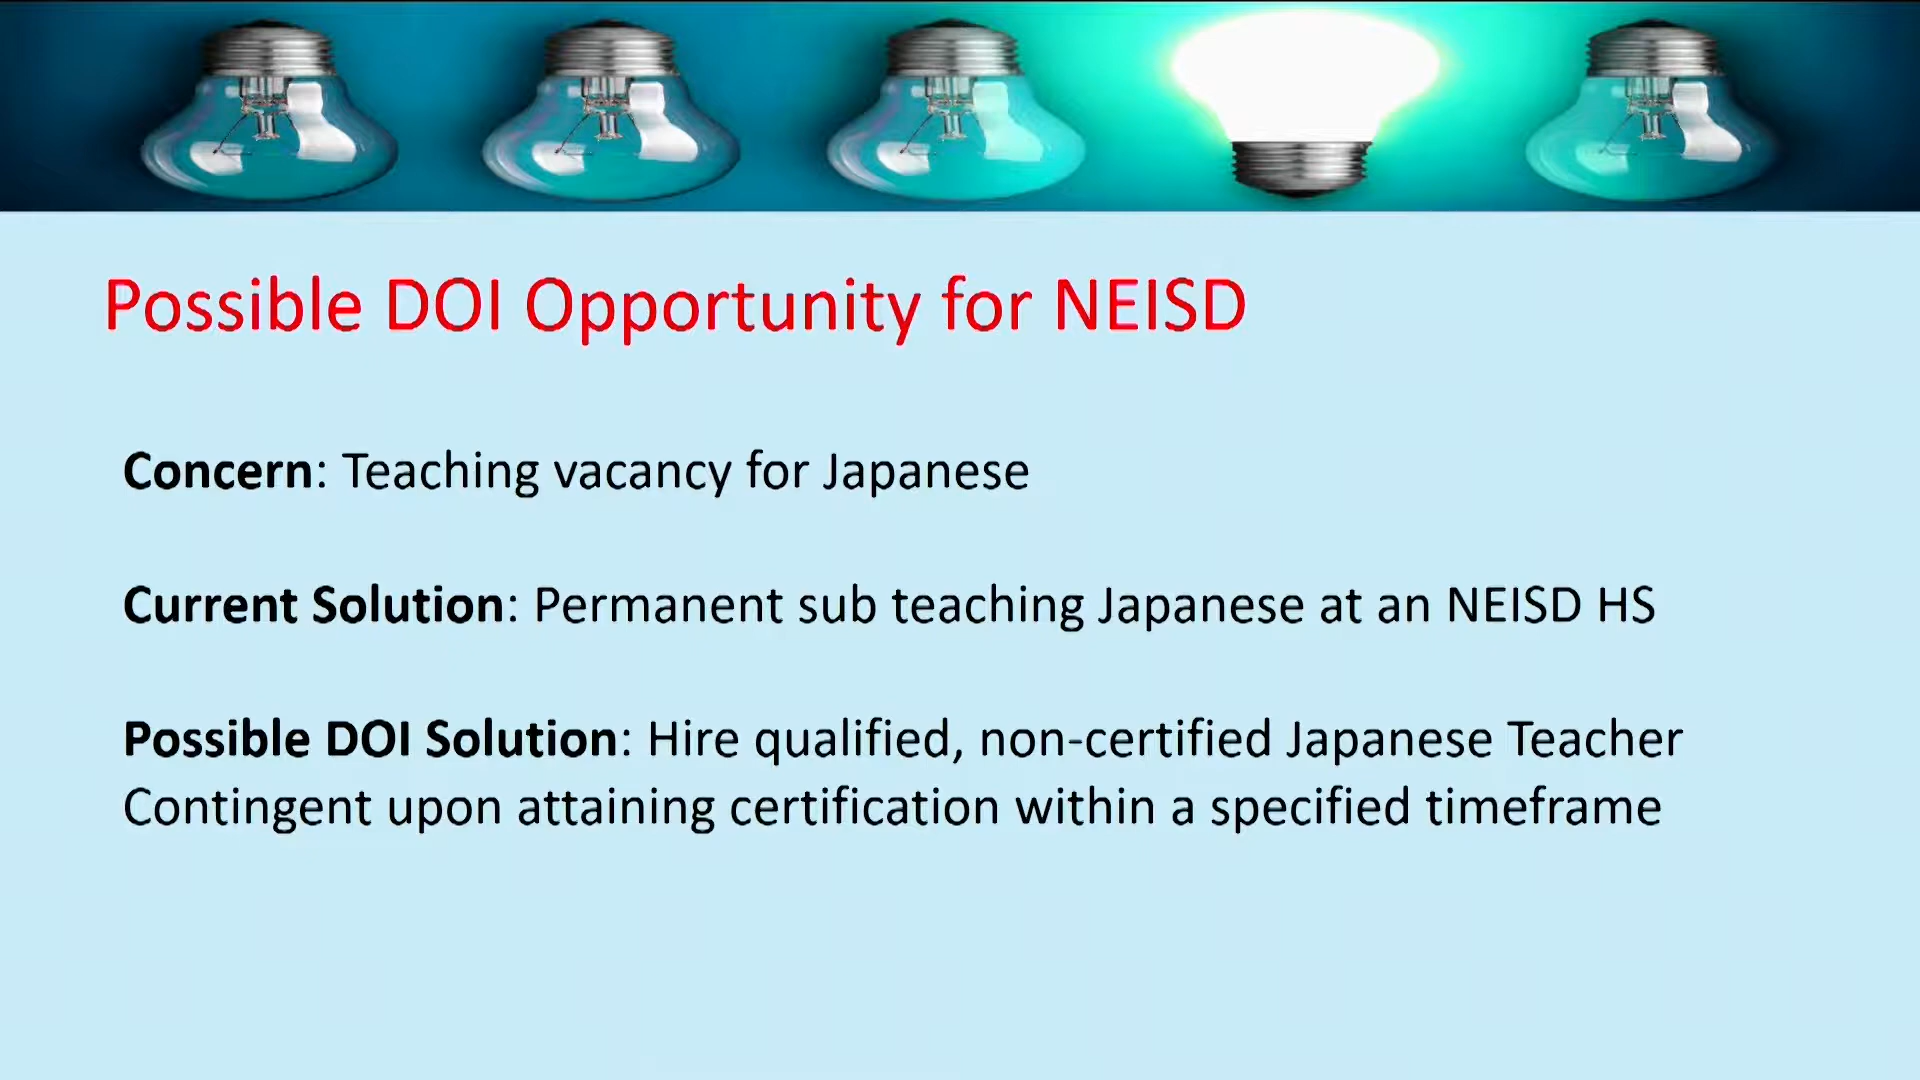 Possible DOI Opportunity for NEISD
Concern: Teaching vacancy for Japanese
Current Solution: Permanent sub teaching Japanese at an NEISD HS
Possible DOI Solution: Hire qualified, non-certified Japanese Teacher
Contingent upon attaining certification within a specified timeframe